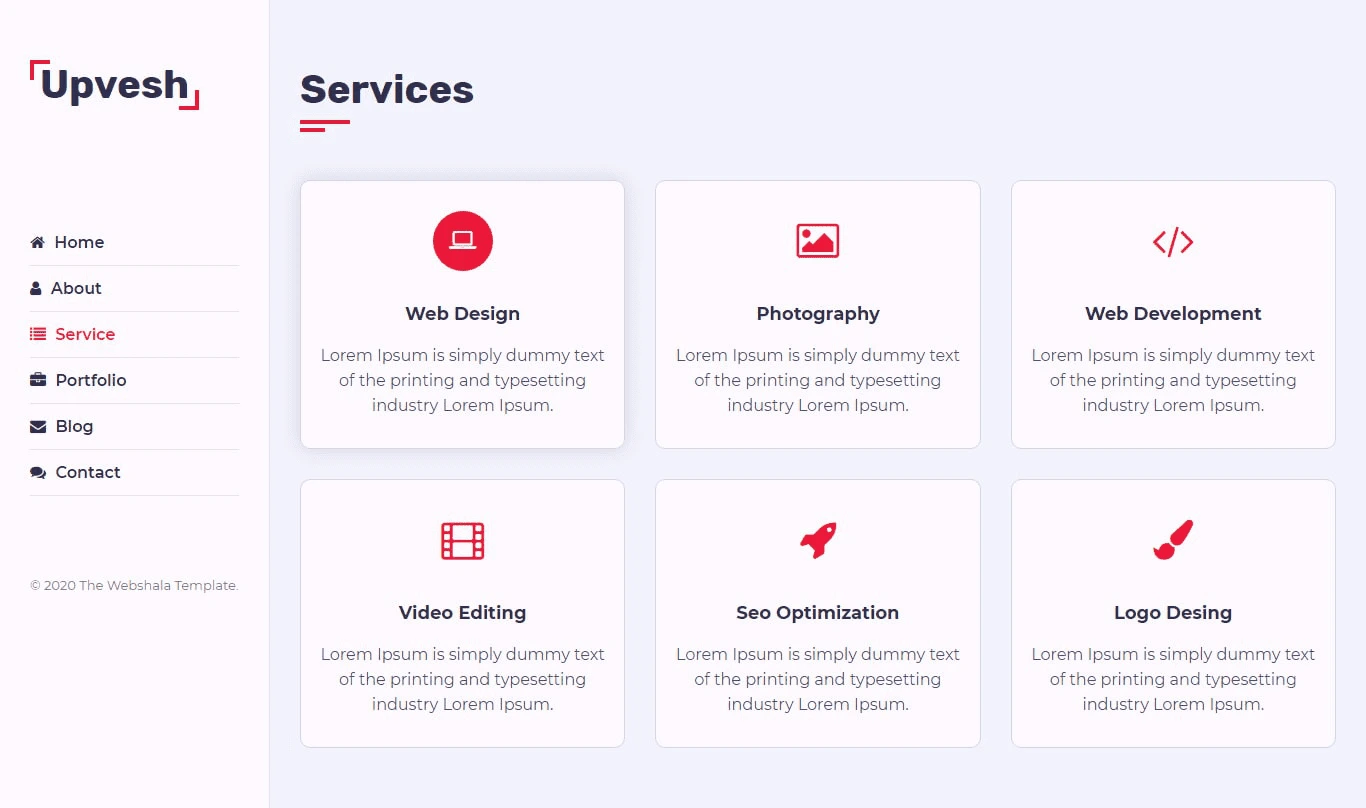 Upvesh
Home
About
Service
Portfolio
Blog
Contact
© 2020 The Webshala Template.
Services
Web Design
Lorem Ipsum is simply dummy text
of the printing and typesetting
industry Lorem Ipsum.
Photography
Lorem Ipsum is simply dummy text
of the printing and typesetting
industry Lorem Ipsum.
Web Development
Lorem Ipsum is simply dummy text
of the printing and typesetting
industry Lorem Ipsum.
Video Editing
Lorem Ipsum is simply dummy text
of the printing and typesetting
industry Lorem Ipsum.
Seo Optimization
Lorem Ipsum is simply dummy text
of the printing and typesetting
industry Lorem Ipsum.
Logo Desing
Lorem Ipsum is simply dummy text
of the printing and typesetting
industry Lorem Ipsum.